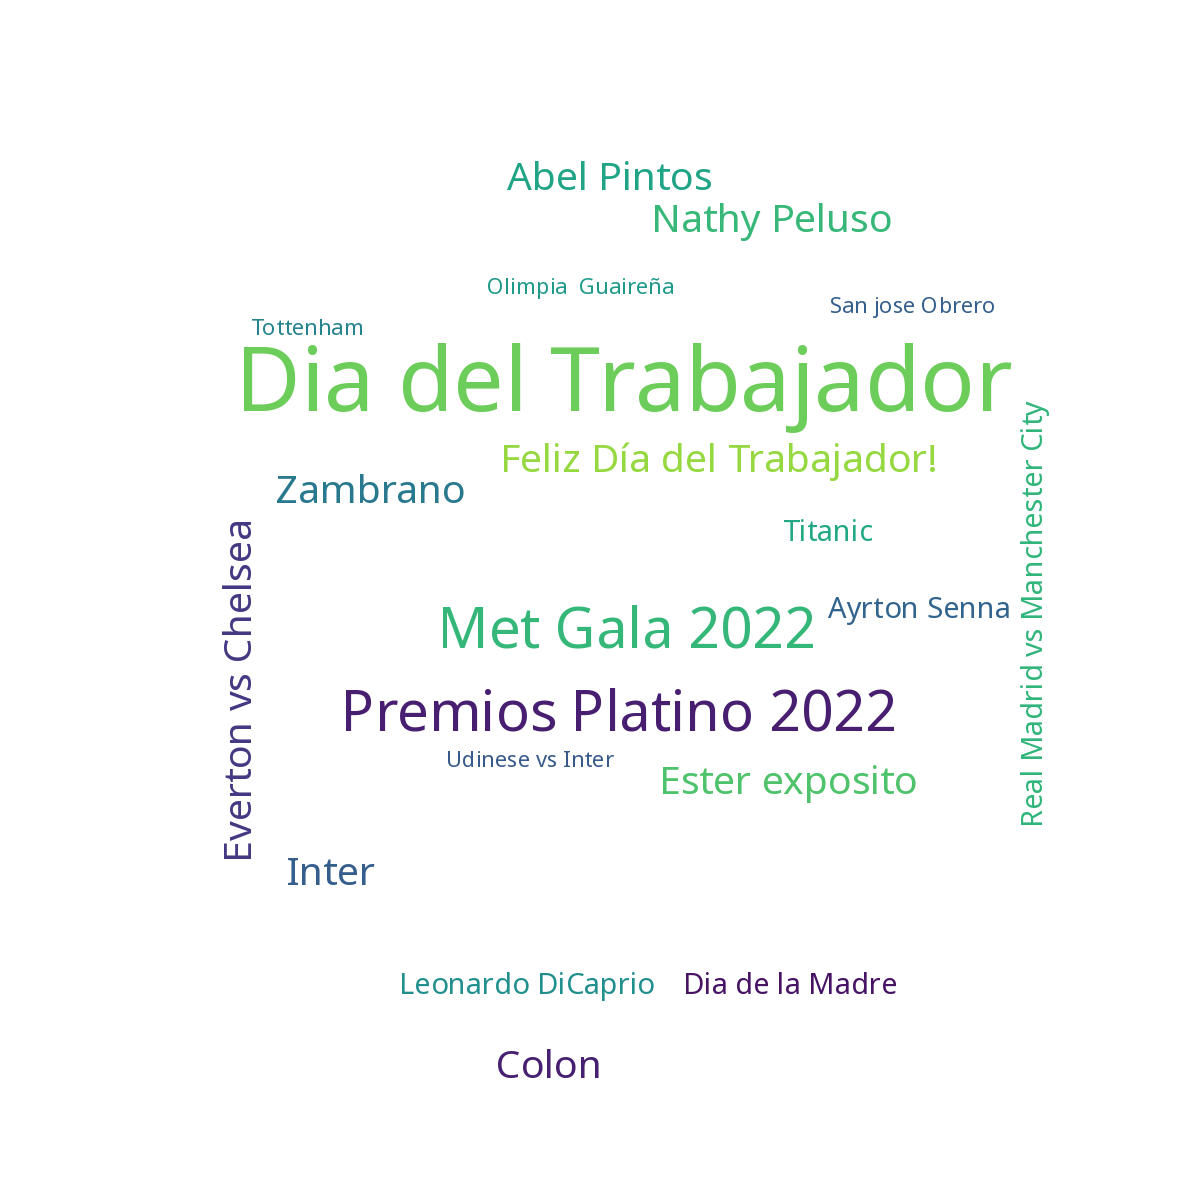 Abel Pintos
Nathy Peluso
Olimpia  Guaireña
San jose Obrero
Tottenham
Dia del Trabajador
Feliz Día del Trabajador!
Zambrano
Titanic
Everton vs Chelsea
Real Madrid vs Manchester City
Met Gala 2022
Ayrton Senna
Premios Platino 2022
Udinese vs Inter
Ester exposito
Inter
Leonardo DiCaprio
Dia de la Madre
Colon